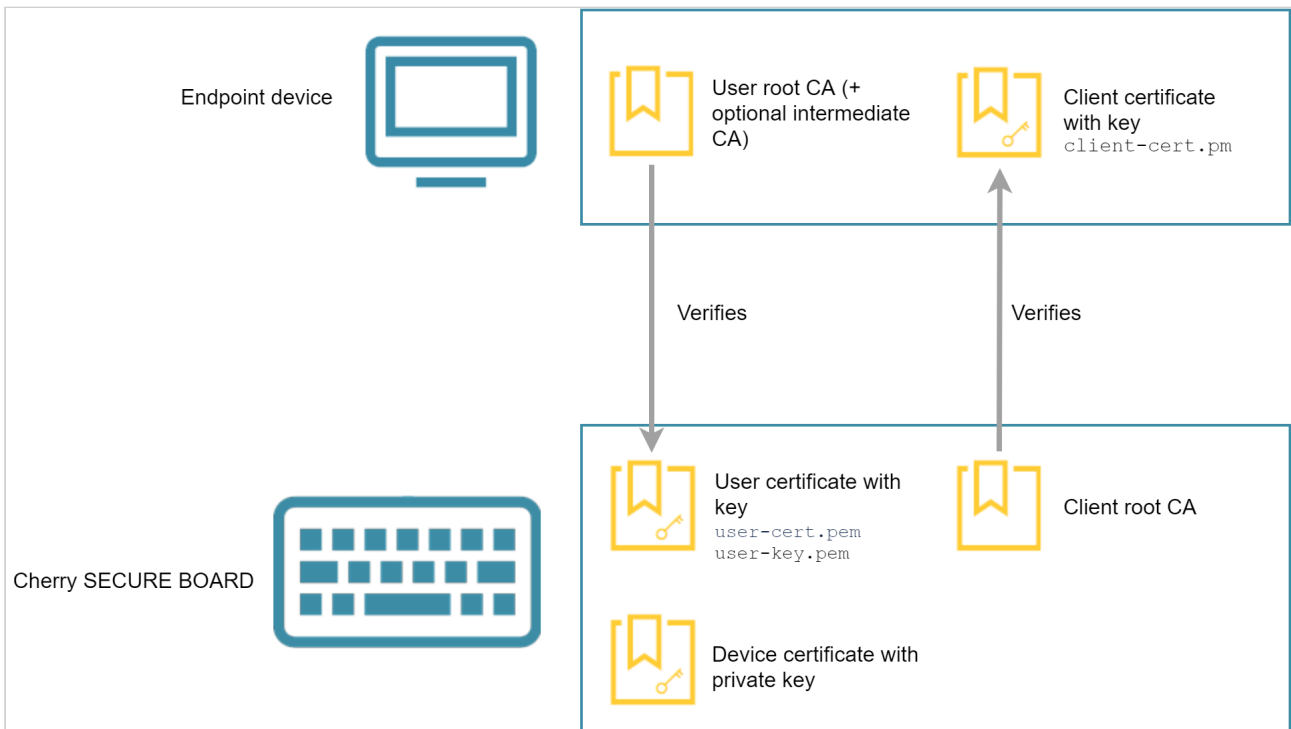 Endpoint device
User root CA (+
optional intermediate
CA)
Client certificate
with key
client-cert.pm
Verifies
Verifies
Cherry SECURE BOARD
User certificate with
key
user-cert.pem
user-key.pem
Client root CA
Device certificate with
private key